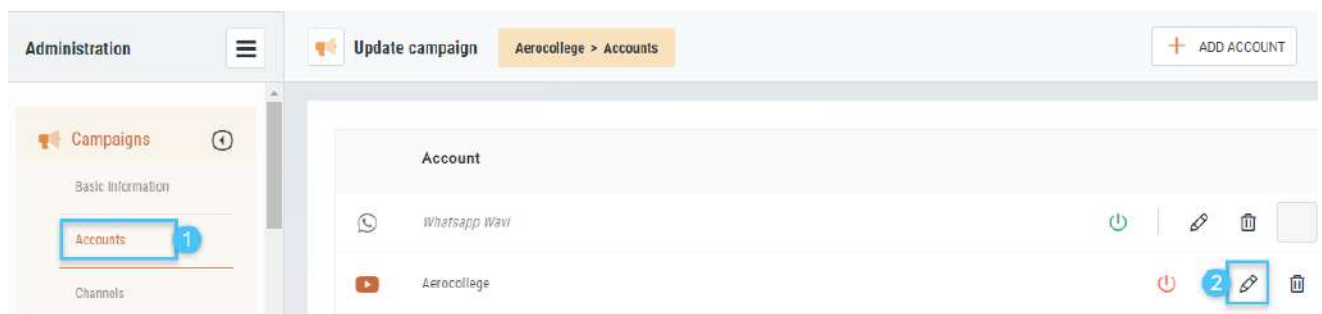 Administration
Update campaign
Aerocollege > Accounts
+ ADD ACCOUNT
Campaigns
Basic Information
Accounts
1
Channels
Account
Whatsapp Wavi
Aerocollege
2